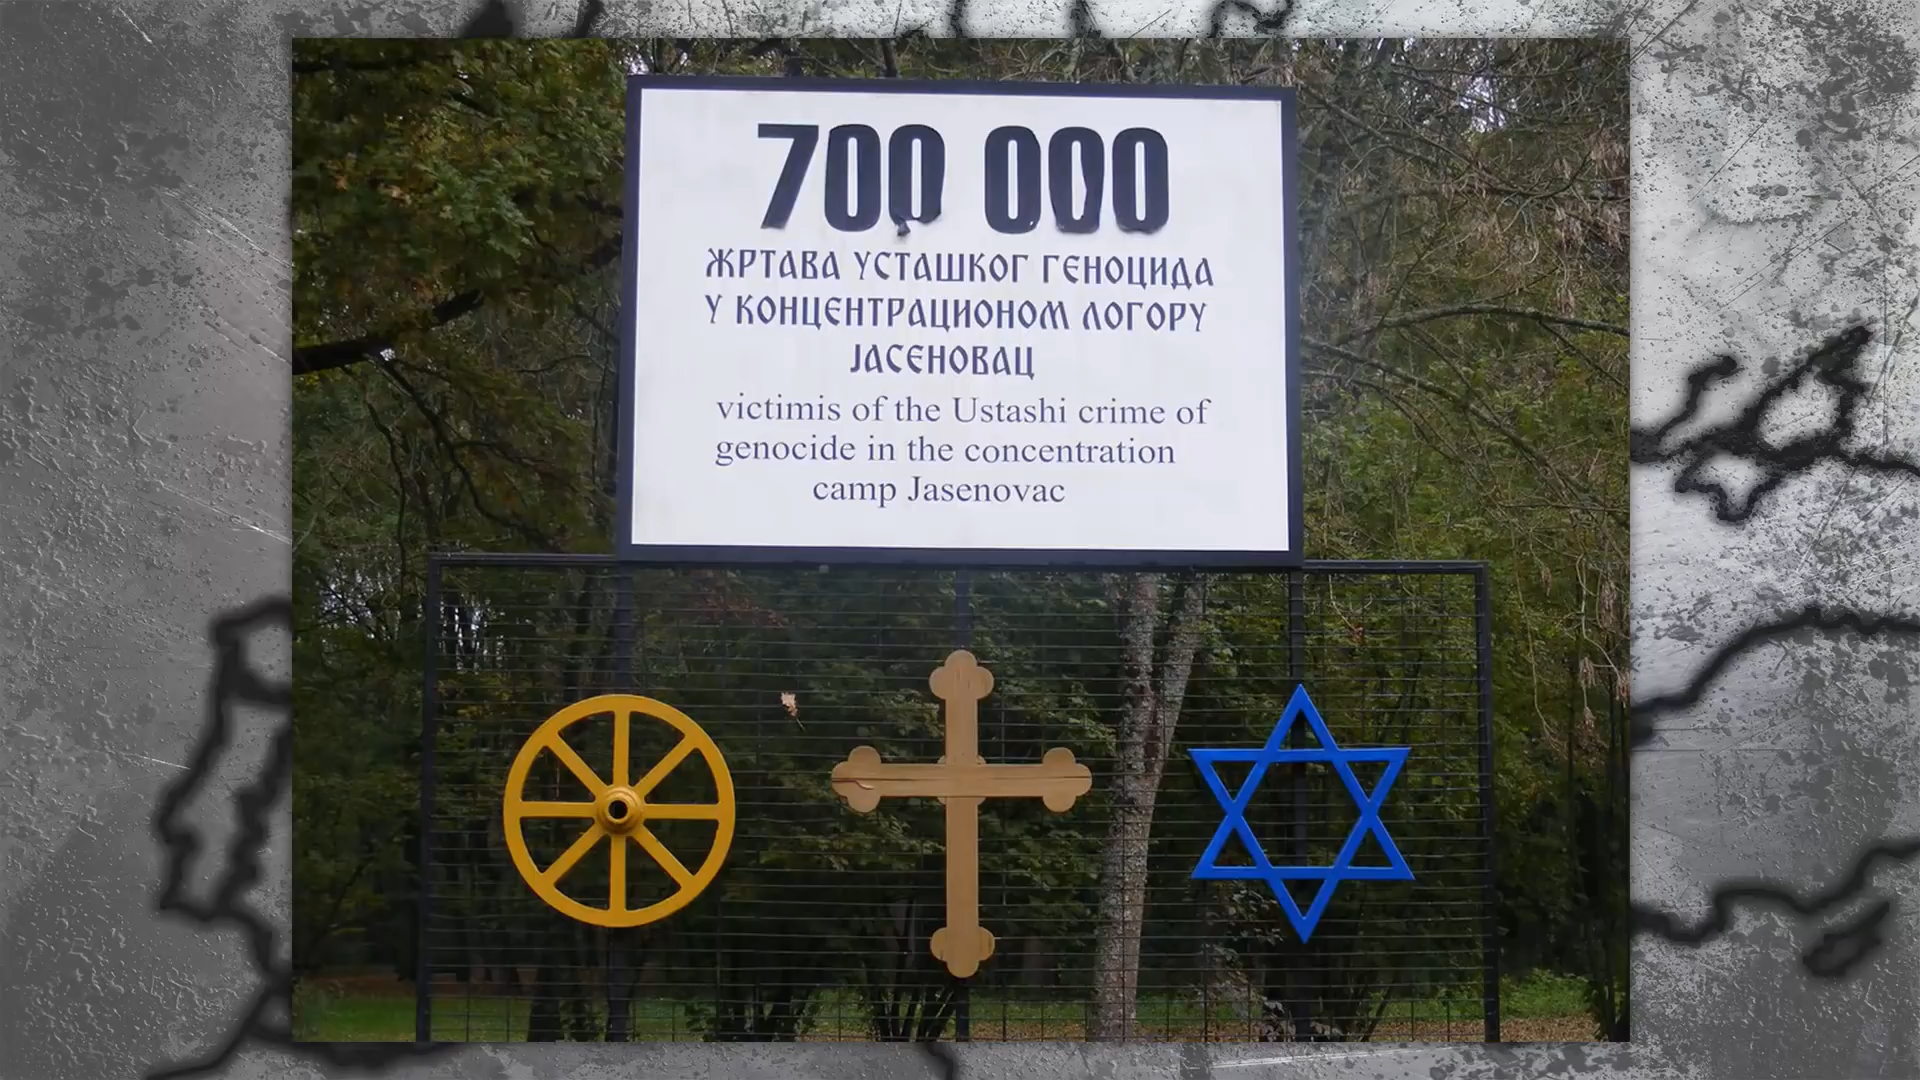 700 000
ЖРТАВА УСТАШКОГ ГЕНОЦИДА
У КОНЦЕНТРАЦИОНОМ ЛОГОРУ
ЈАСЕНОВАЦ
victimis of the Ustashi crime of
genocide in the concentration
camp Jasenovac